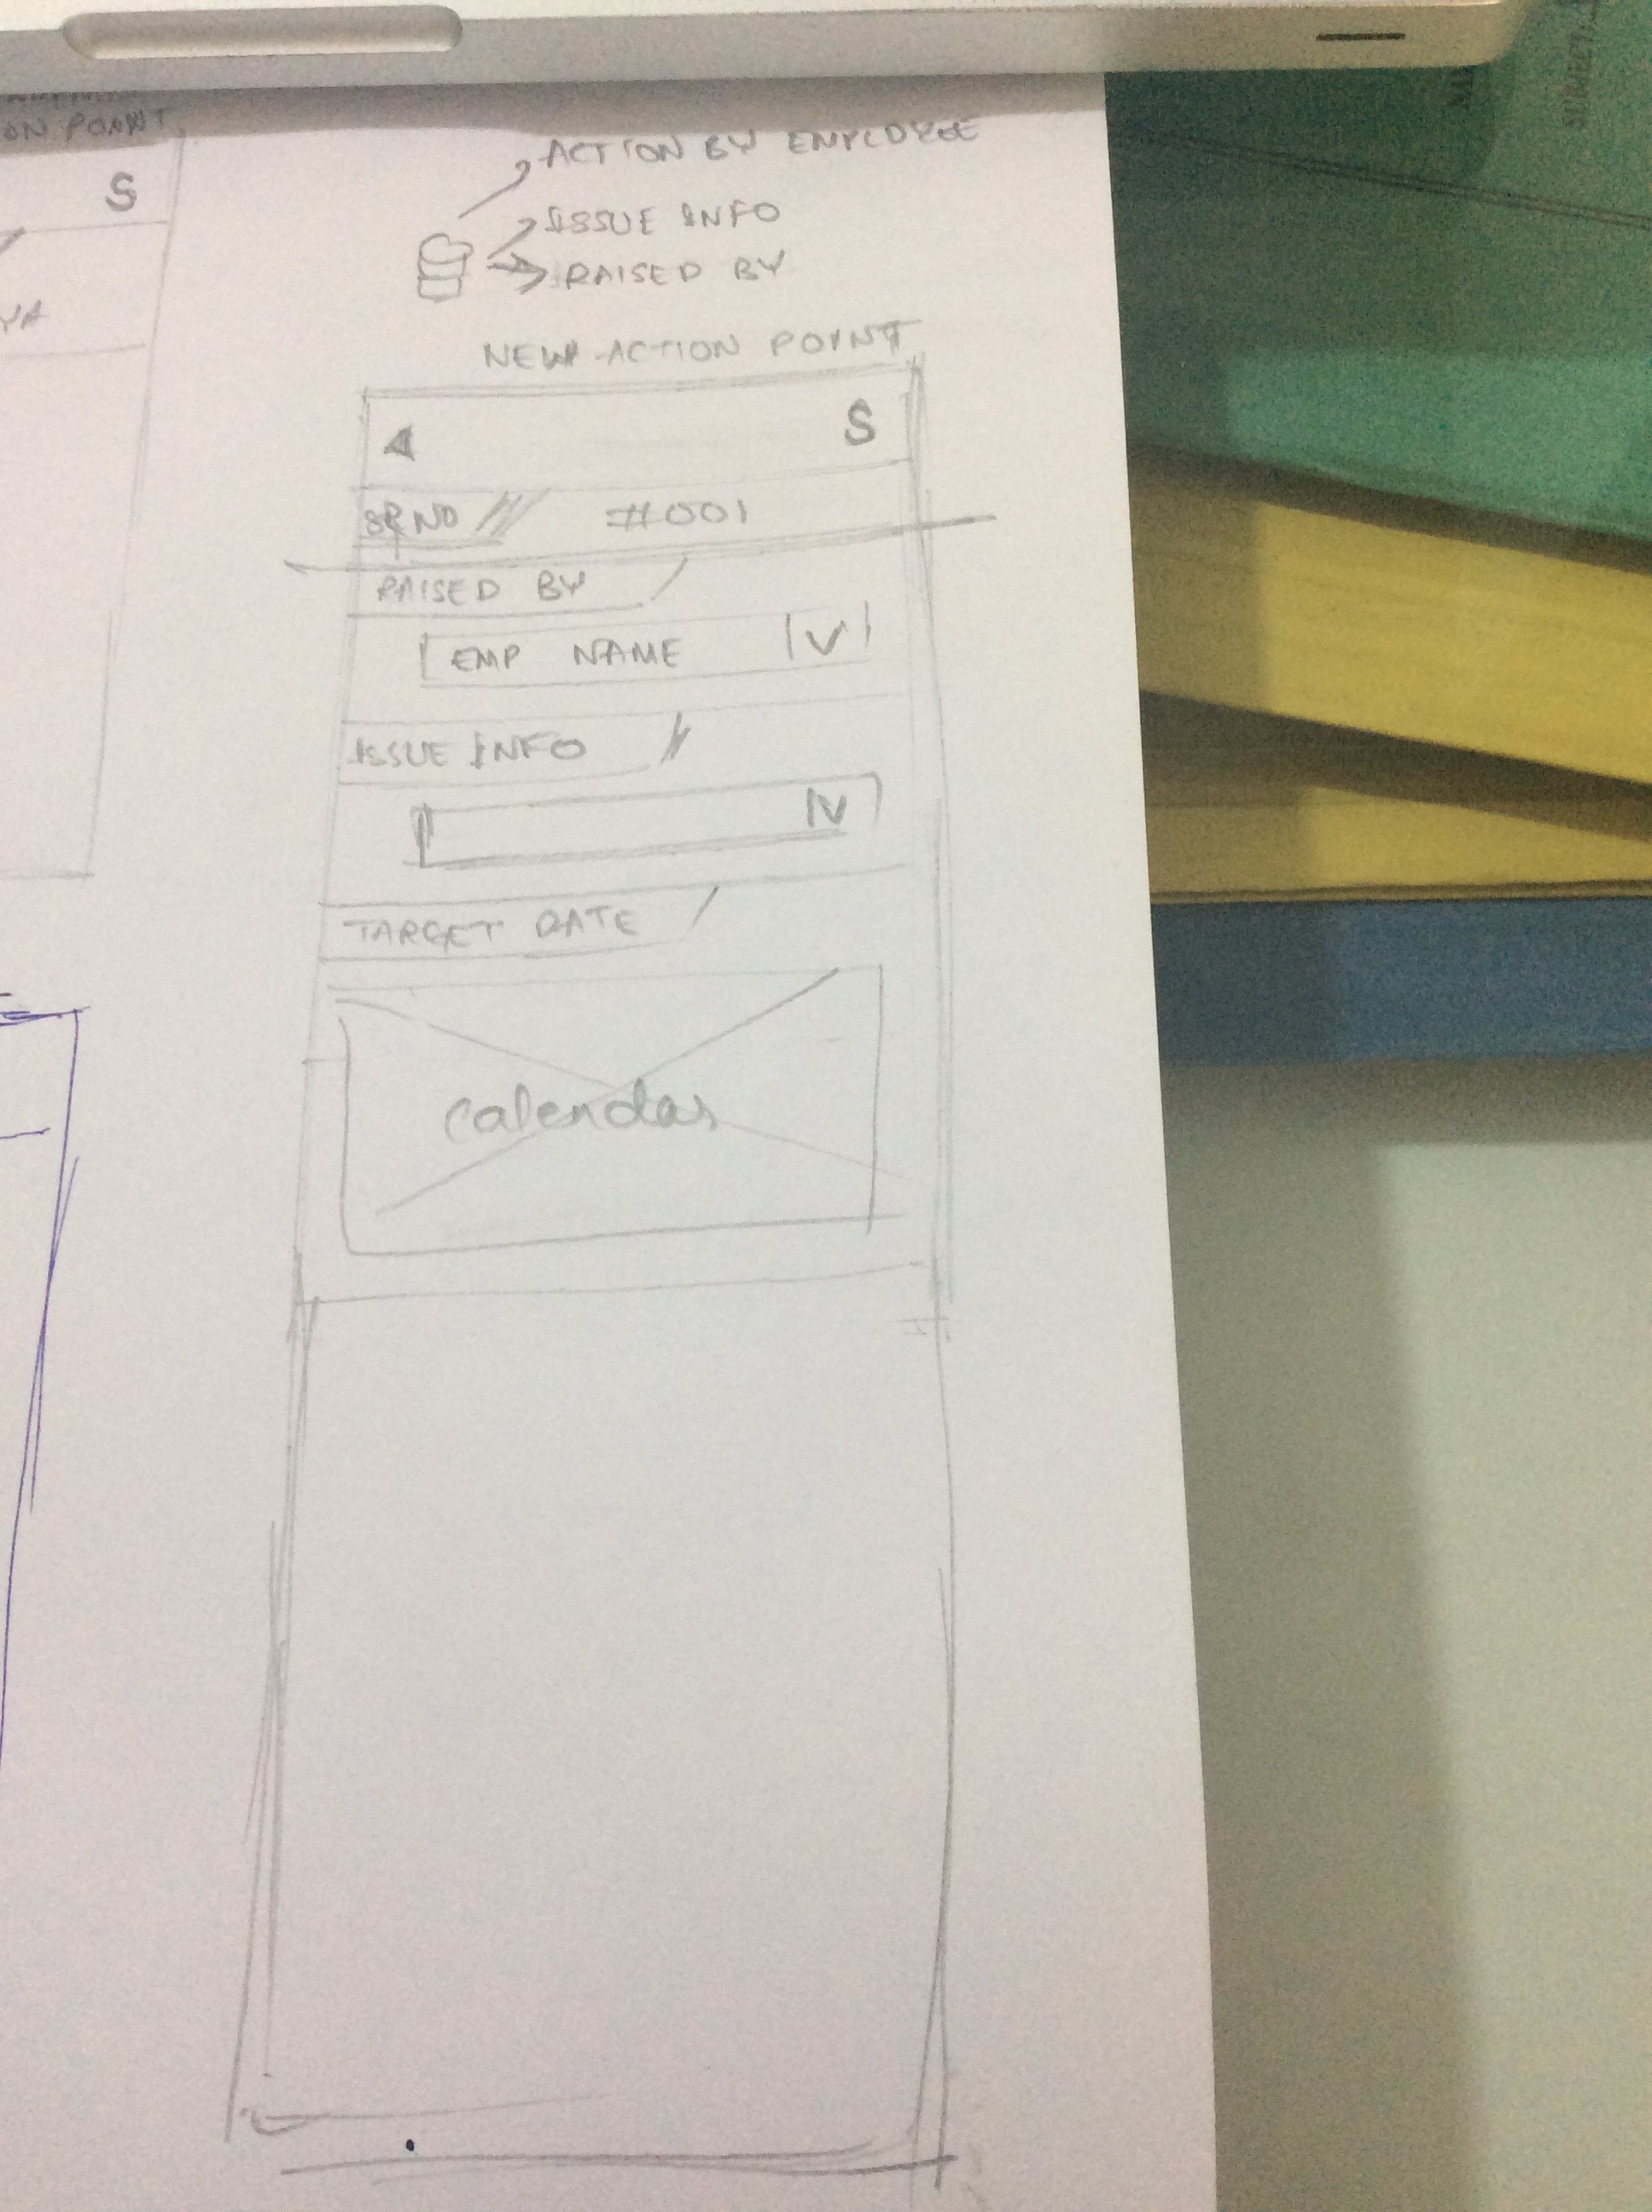 ON POINT
S
ACTION BY EMPLOYEE
ISSUE INFO
RAISED BY
NEW ACTION POINT
S
SR NO #001
RAISED BY
EMP NAME V
ISSUE INFO
V
TARGET DATE
calendar